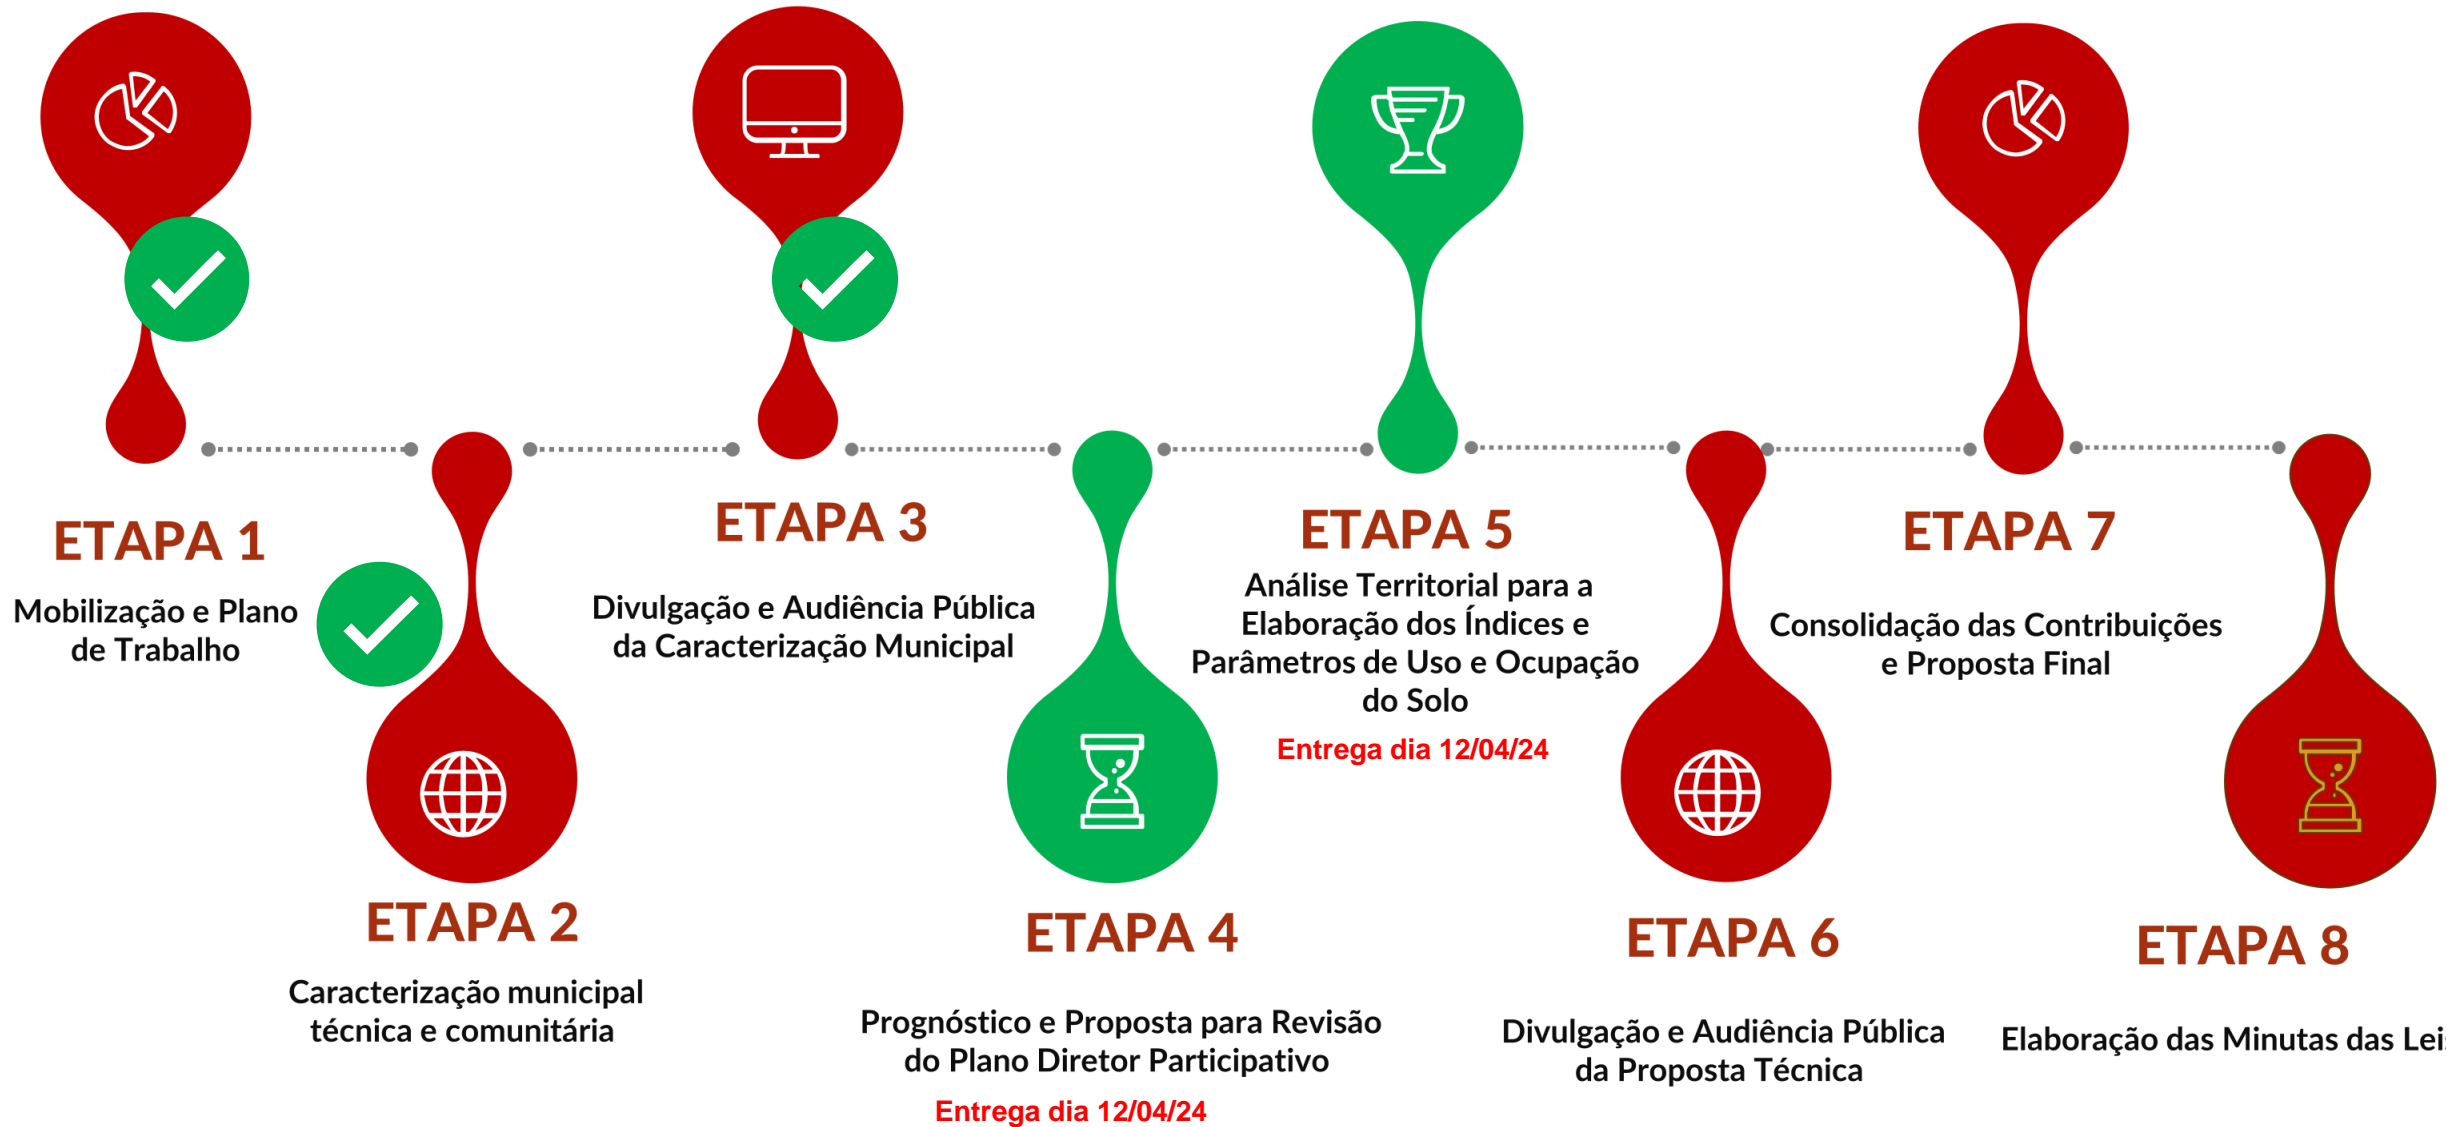 ETAPA 1
Mobilização e Plano
de Trabalho
ETAPA 2
Caracterização municipal
técnica e comunitária
ETAPA 3
Divulgação e Audiência Pública
da Caracterização Municipal
ETAPA 4
Prognóstico e Proposta para Revisão
do Plano Diretor Participativo
Entrega dia 12/04/24
ETAPA 5
Análise Territorial para a
Elaboração dos Índices e
Parâmetros de Uso e Ocupação
do Solo
Entrega dia 12/04/24
ETAPA 6
Divulgação e Audiência Pública
da Proposta Técnica
ETAPA 7
Consolidação das Contribuições
e Proposta Final
ETAPA 8
Elaboração das Minutas das Leis